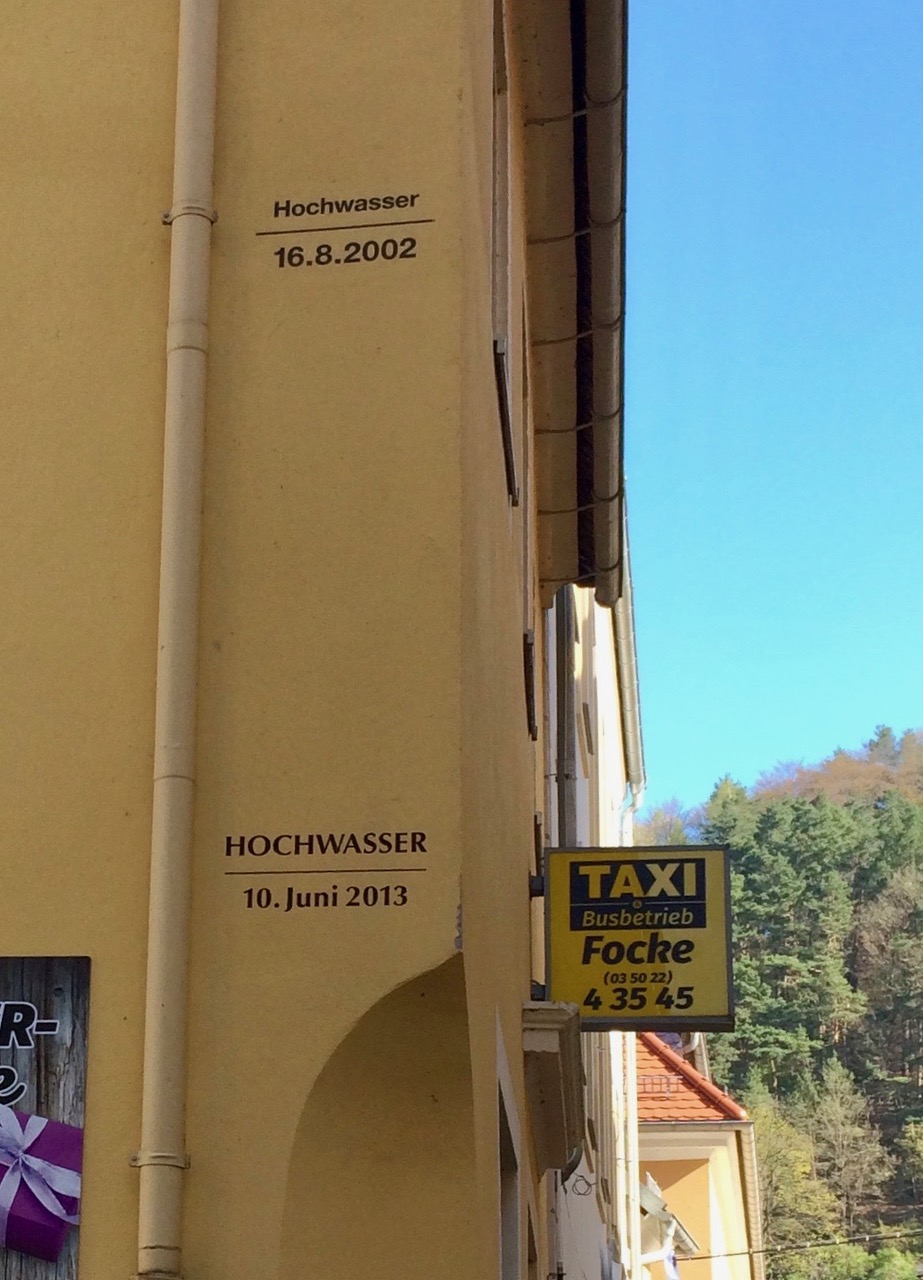 Hochwasser
16.8.2002
HOCHWASSER
10. Juni 2013
TAXI
&
Busbetrieb
Focke
(03 50 22)
4 35 45